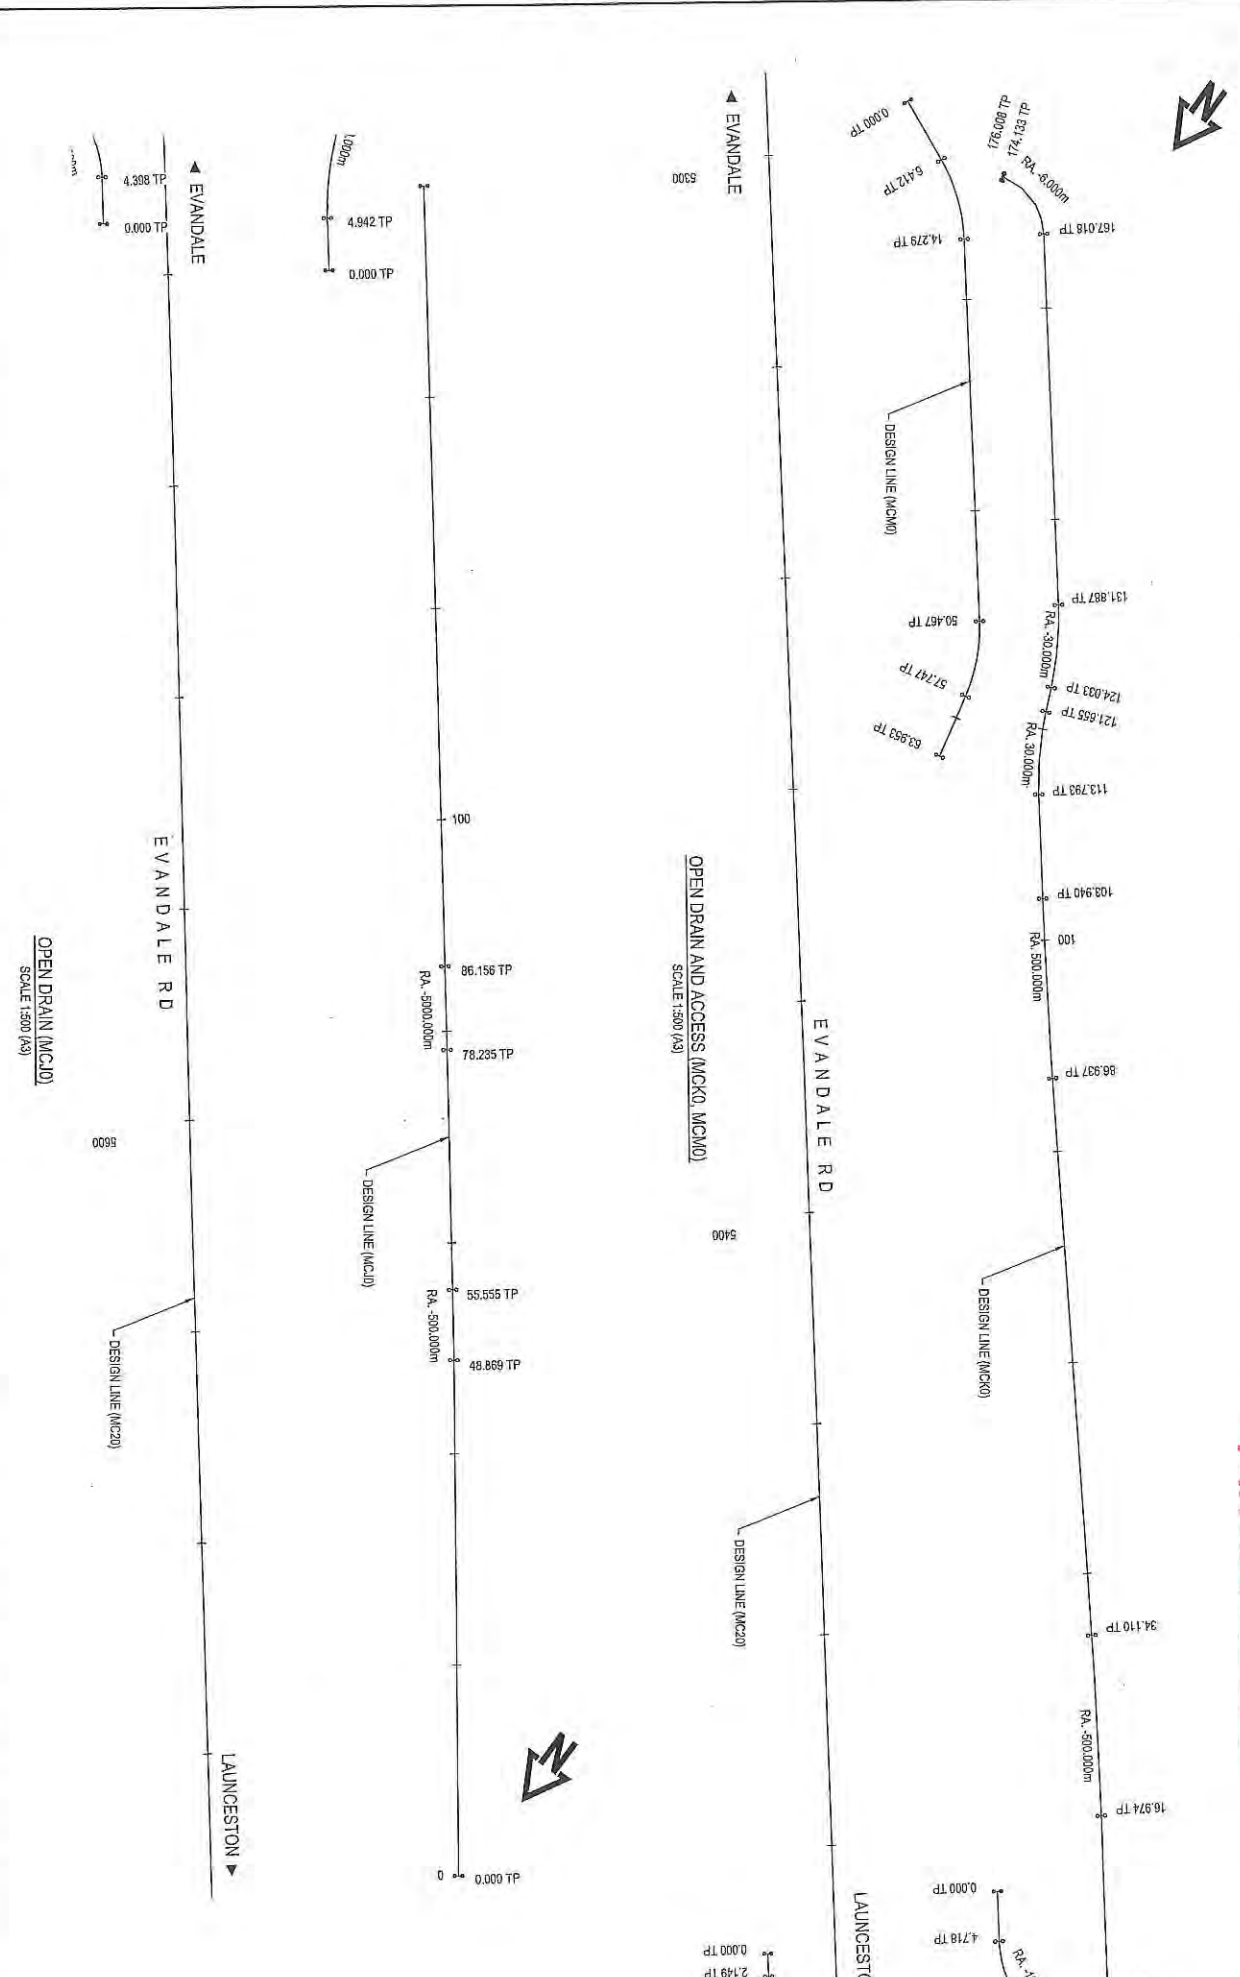 N
176.008 TP
174.133 TP
RA. -6.000m
167.018 TP
131.887 TP
RA. -30.000m
124.033 TP
121.655 TP
RA. 30.000m
113.793 TP
103.940 TP
100
RA. 500.000m
86.937 TP
DESIGN LINE (MCK0)
34.110 TP
RA. -500.000m
16.974 TP
0.000 TP
6.412 TP
14.279 TP
DESIGN LINE (MCM0)
50.467 TP
57.747 TP
63.953 TP
0.000 TP
4.718 TP
◄ EVANDALE
5300
EVANDALE RD
5400
DESIGN LINE (MC20)
OPEN DRAIN AND ACCESS (MCK0, MCM0)
SCALE 1:500 (A3)
0.000 TP
2.149 TP
000m
4.942 TP
0.000 TP
100
86.156 TP
RA. -5000.000m
78.235 TP
DESIGN LINE (MCJ0)
55.555 TP
RA. -500.000m
48.869 TP
N
0
0.000 TP
◄ EVANDALE
4.398 TP
0.000 TP
EVANDALE RD
5600
DESIGN LINE (MC20)
LAUNCESTON ►
OPEN DRAIN (MCJ0)
SCALE 1:500 (A3)